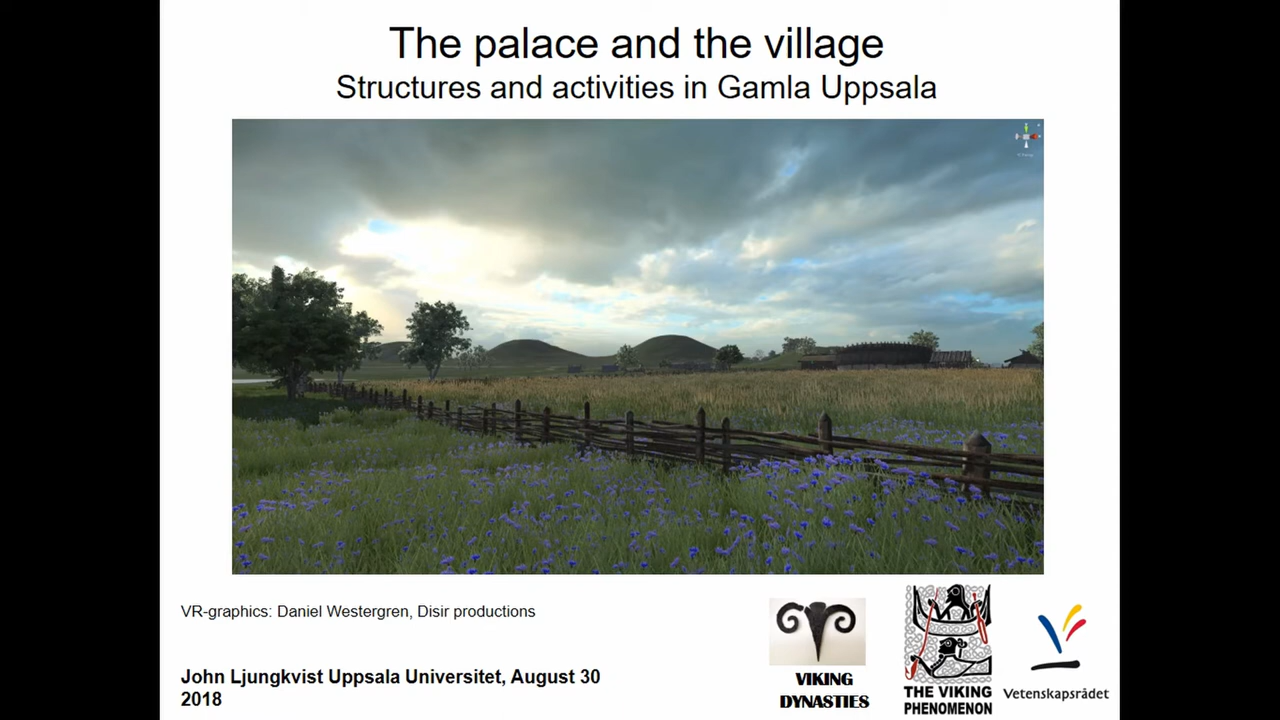 The palace and the village
Structures and activities in Gamla Uppsala
VR-graphics: Daniel Westergren, Disir productions
John Ljungkvist Uppsala Universitet, August 30
2018
VIKING
DYNASTIES
THE VIKING
PHENOMENON
Vetenskapsrådet